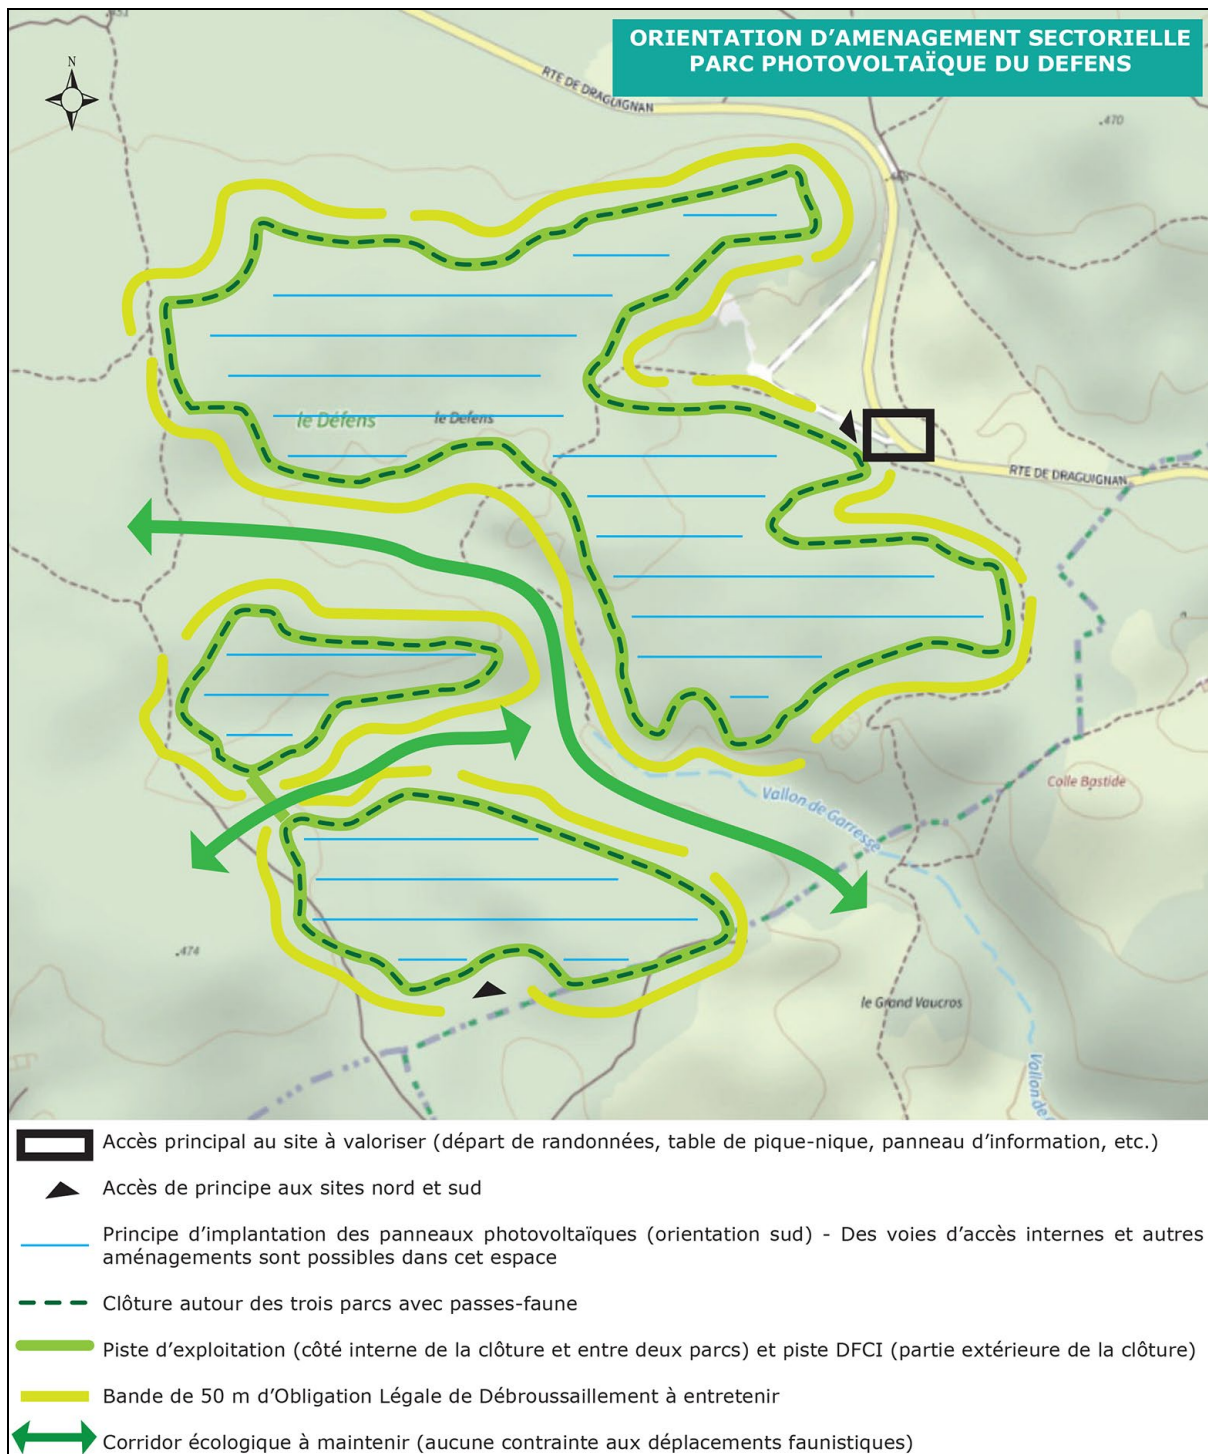 ORIENTATION D’AMENAGEMENT SECTORIELLE
PARC PHOTOVOLTAÏQUE DU DEFENS
N
RTE DE DRAGUIGNAN
470
le Défens
le Defens
RTE DE DRAGUIGNAN
Colle Bastide
Vallon de Garresse
474
le Grand Vaucros
Vallon de
Accès principal au site à valoriser (départ de randonnées, table de pique-nique, panneau d’information, etc.)
Accès de principe aux sites nord et sud
Principe d’implantation des panneaux photovoltaïques (orientation sud) - Des voies d’accès internes et autres
aménagements sont possibles dans cet espace
Clôture autour des trois parcs avec passes-faune
Piste d’exploitation (côté interne de la clôture et entre deux parcs) et piste DFCI (partie extérieure de la clôture)
Bande de 50 m d’Obligation Légale de Débroussaillement à entretenir
Corridor écologique à maintenir (aucune contrainte aux déplacements faunistiques)